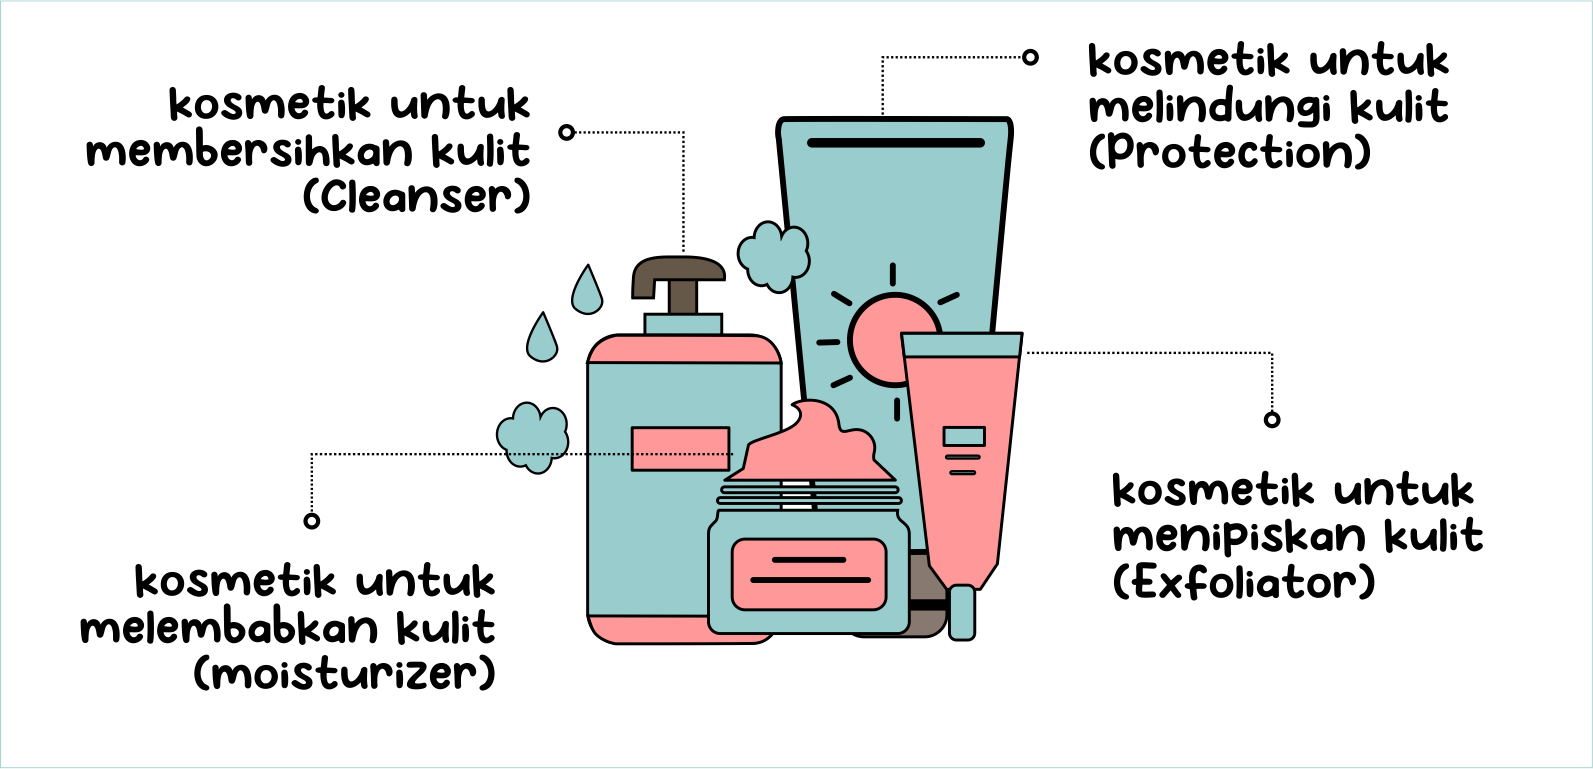 kosmetik untuk
membersihkan kulit
(Cleanser)
kosmetik untuk
melindungi kulit
(Protection)
kosmetik untuk
melembabkan kulit
(moisturizer)
kosmetik untuk
menipiskan kulit
(Exfoliator)